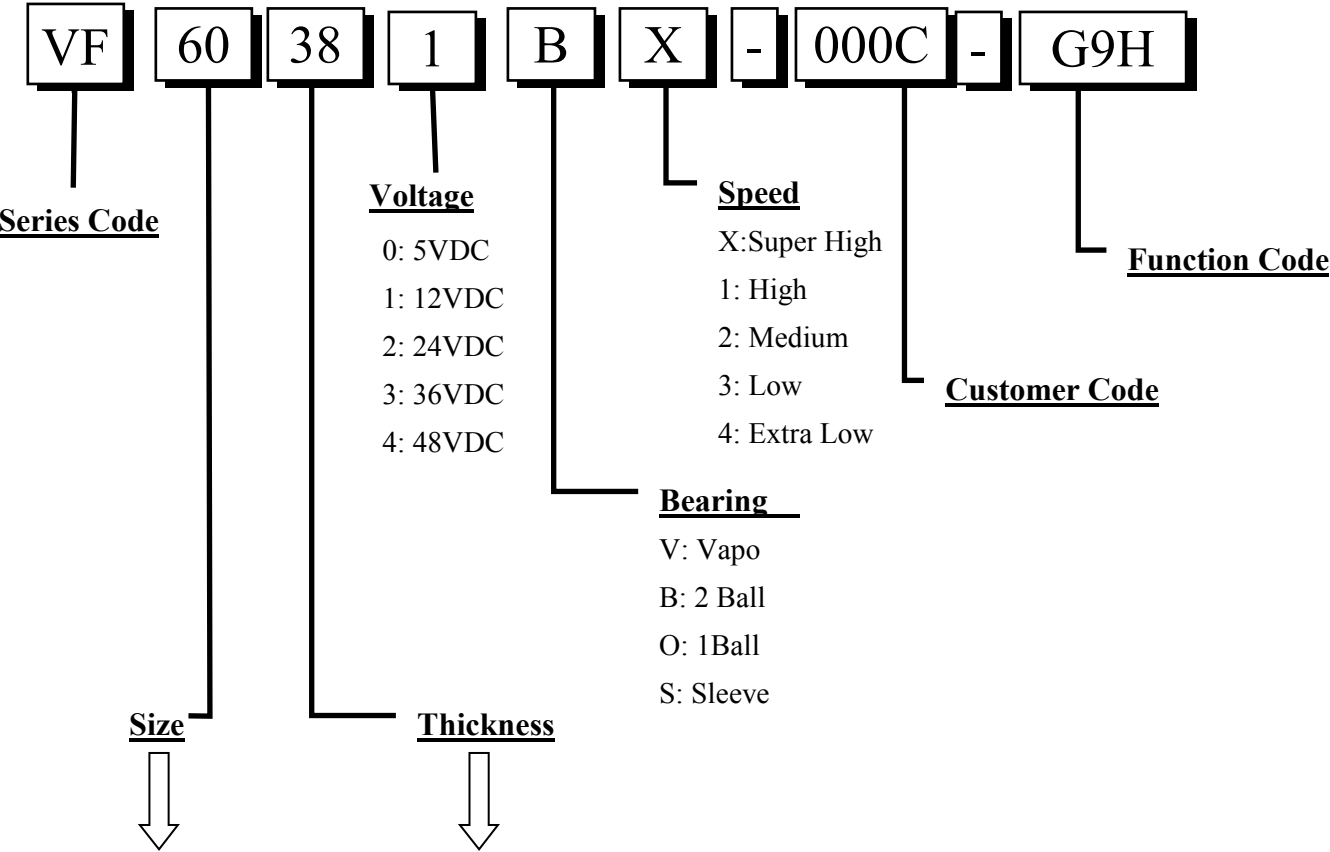 VF 60 38 1 B X - 000C - G9H
Series Code
Voltage
0: 5VDC
1: 12VDC
2: 24VDC
3: 36VDC
4: 48VDC
Speed
X:Super High
1: High
2: Medium
3: Low
4: Extra Low
Function Code
Customer Code
Bearing
V: Vapo
B: 2 Ball
O: 1Ball
S: Sleeve
Size
Thickness